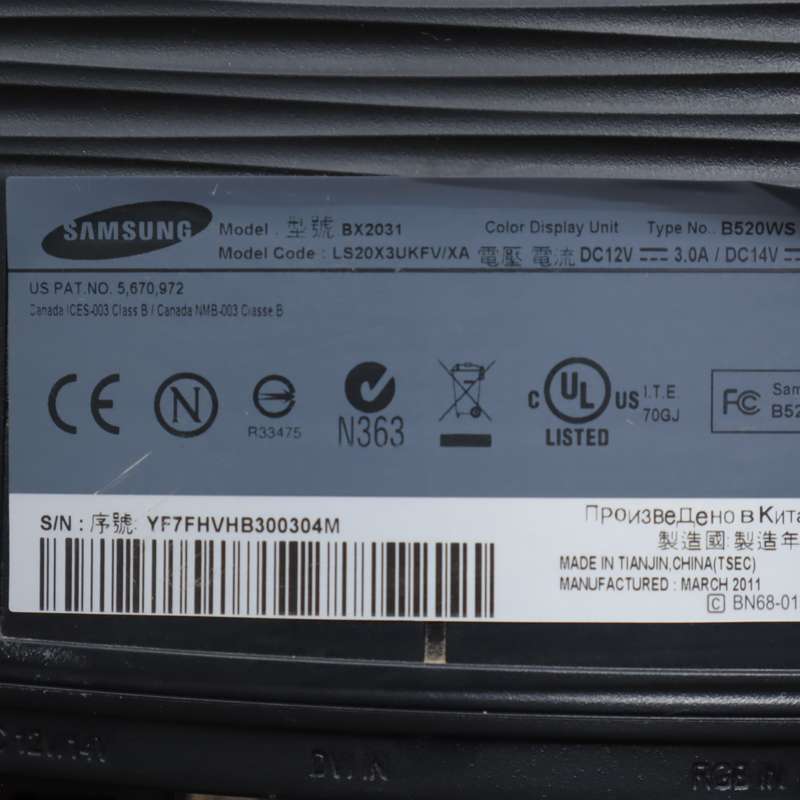 SAMSUNG
Model : 型號 BX2031 Color Display Unit Type No.. B520WS
Model Code : LS20X3UKFV/XA 電壓 電流 DC12V 3.0A / DC14V
US PAT.NO. 5,670,972
Canada ICES-003 Class B / Canada NMB-003 Classe B
CE N R33475 N363 C UL US LISTED I.T.E. 70GJ FC Sam
B52
S/N : 序號: YF7FHVHB300304M
Произведено в Кита
製造國: 製造年
MADE IN TIANJIN,CHINA(TSEC)
MANUFACTURED : MARCH 2011
C BN68-01
DVI IN RGB IN